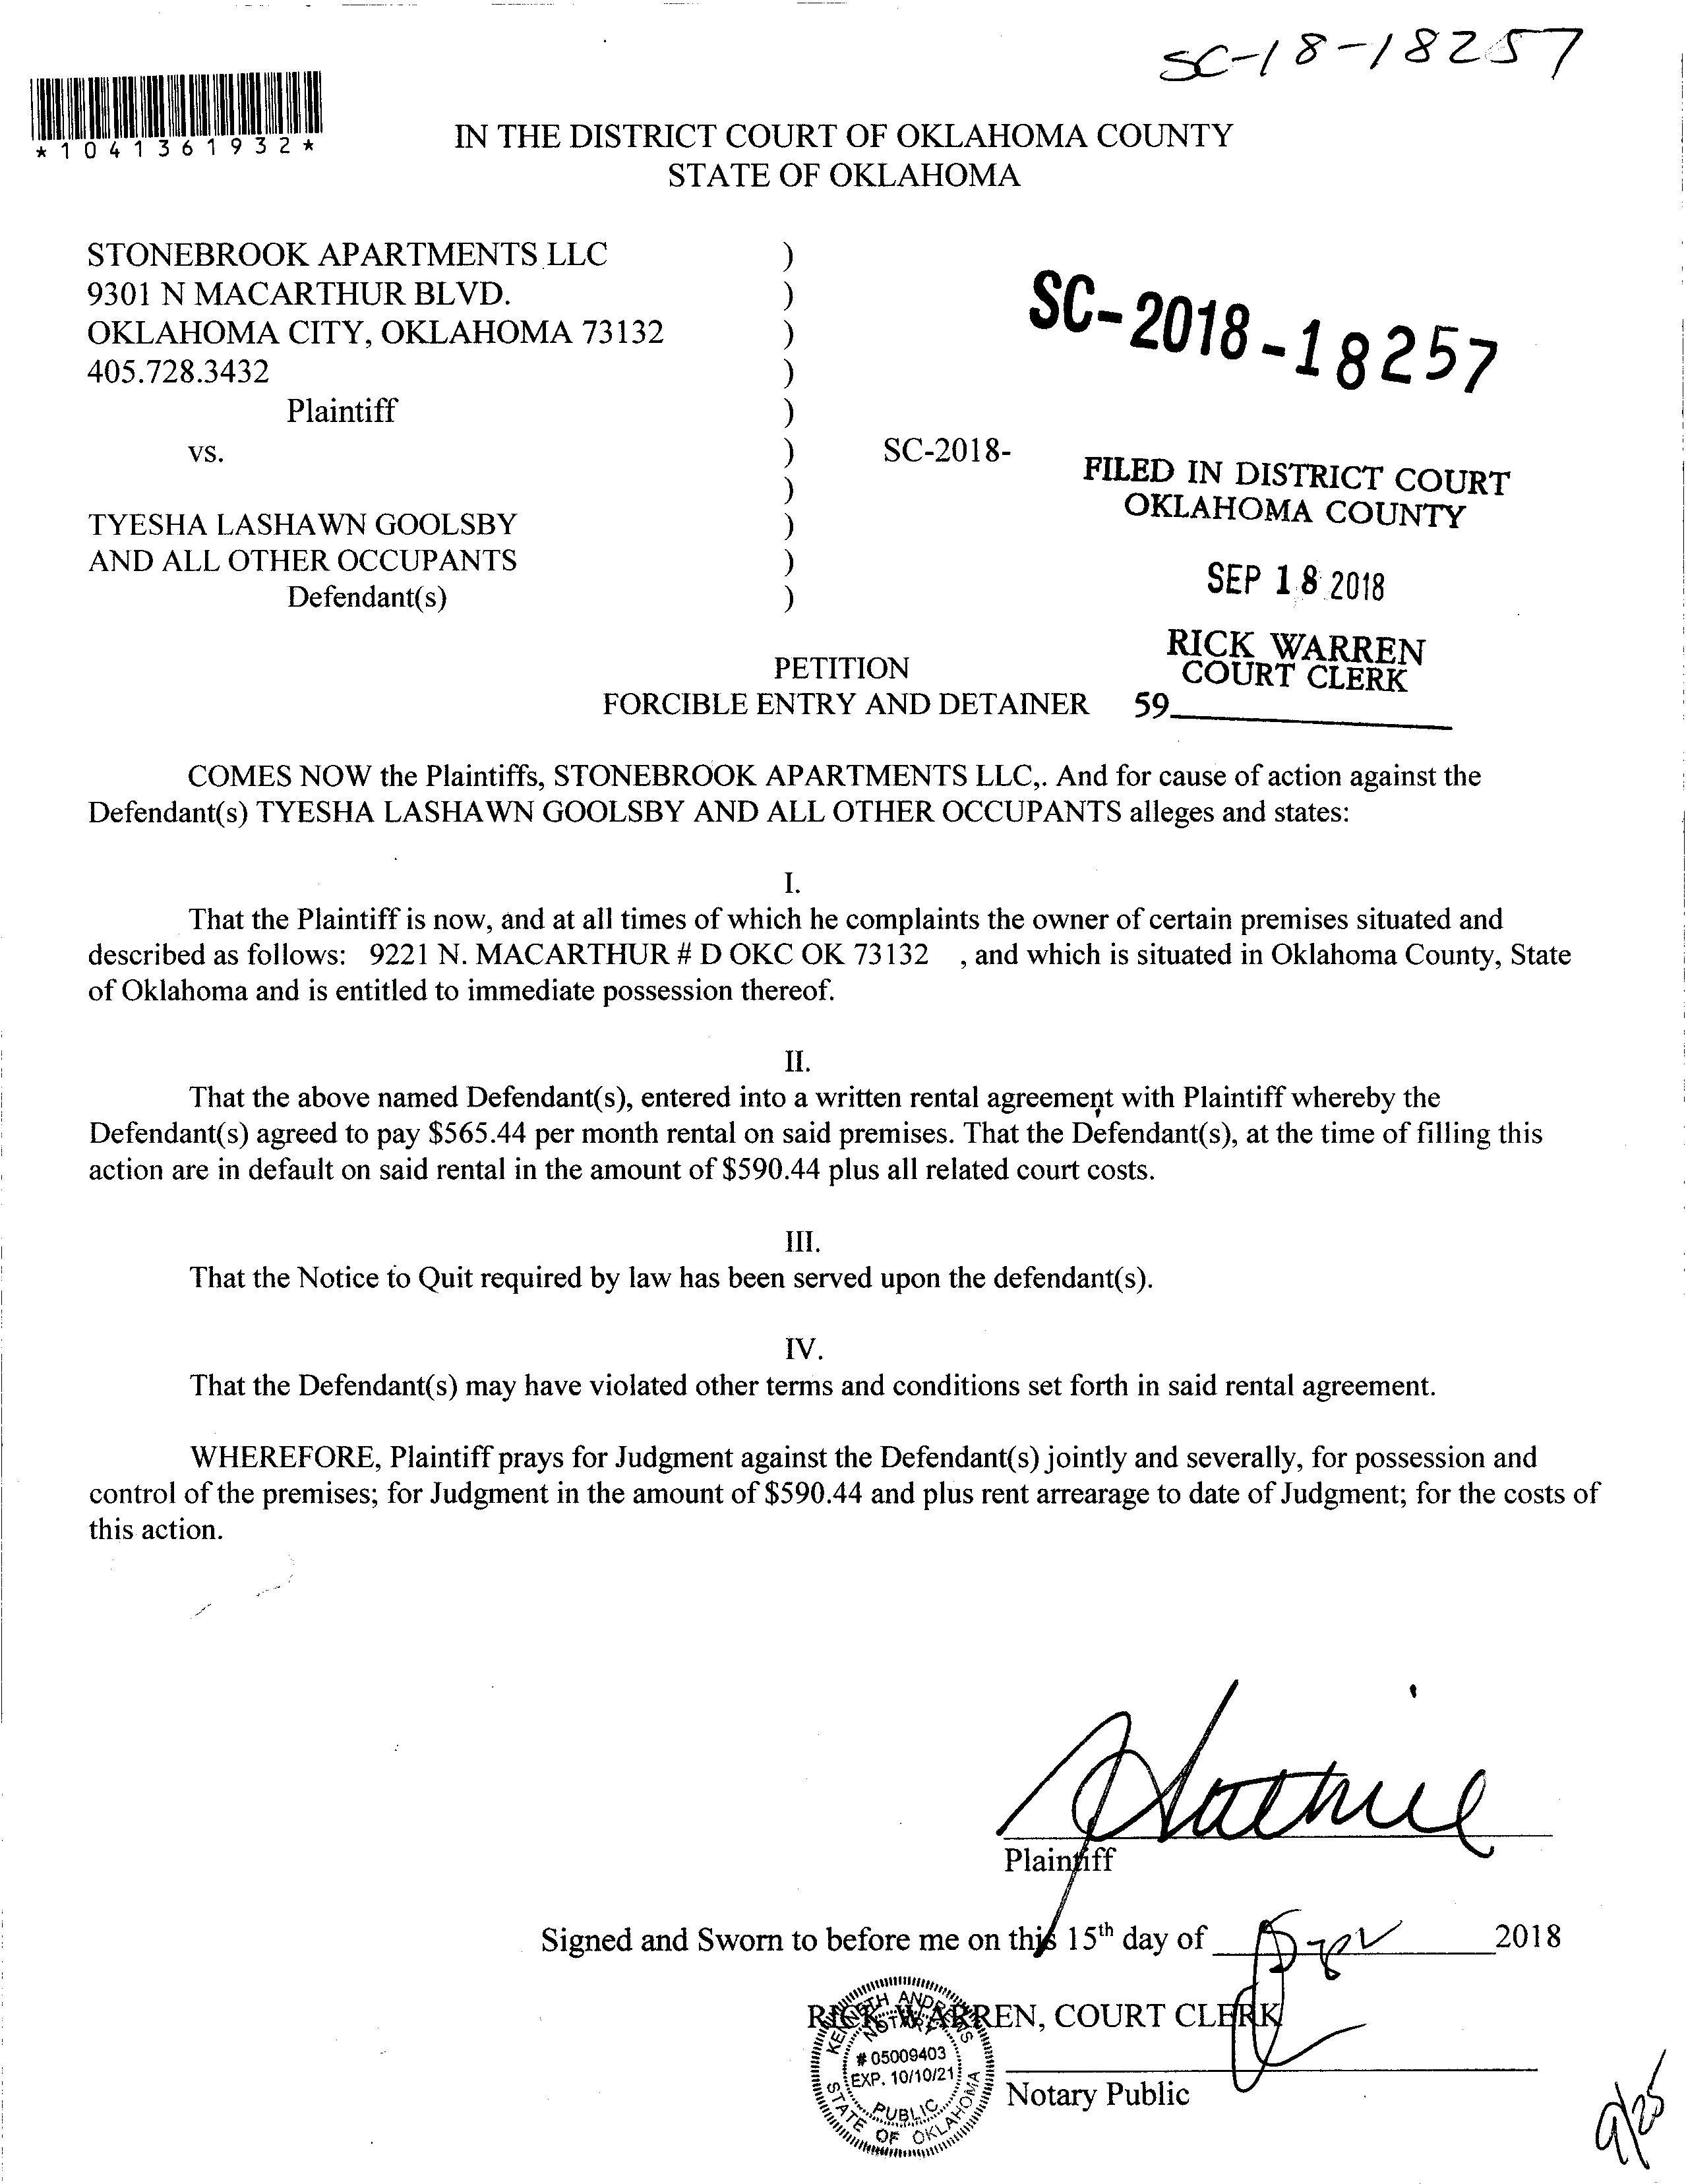 SC-18-18257
*1041361932*
IN THE DISTRICT COURT OF OKLAHOMA COUNTY
STATE OF OKLAHOMA
STONEBROOK APARTMENTS LLC )
9301 N MACARTHUR BLVD. )
OKLAHOMA CITY, OKLAHOMA 73132 )
405.728.3432 )
Plaintiff )
SC-2018-18257
vs. ) SC-2018-
)
TYESHA LASHAWN GOOLSBY )
AND ALL OTHER OCCUPANTS )
Defendant(s) )
FILED IN DISTRICT COURT
OKLAHOMA COUNTY
SEP 18 2018
RICK WARREN
COURT CLERK
59
PETITION
FORCIBLE ENTRY AND DETAINER
COMES NOW the Plaintiffs, STONEBROOK APARTMENTS LLC,. And for cause of action against the
Defendant(s) TYESHA LASHAWN GOOLSBY AND ALL OTHER OCCUPANTS alleges and states:
I.
That the Plaintiff is now, and at all times of which he complaints the owner of certain premises situated and
described as follows: 9221 N. MACARTHUR # D OKC OK 73132 , and which is situated in Oklahoma County, State
of Oklahoma and is entitled to immediate possession thereof.
II.
That the above named Defendant(s), entered into a written rental agreement with Plaintiff whereby the
Defendant(s) agreed to pay $565.44 per month rental on said premises. That the Defendant(s), at the time of filling this
action are in default on said rental in the amount of $590.44 plus all related court costs.
III.
That the Notice to Quit required by law has been served upon the defendant(s).
IV.
That the Defendant(s) may have violated other terms and conditions set forth in said rental agreement.
WHEREFORE, Plaintiff prays for Judgment against the Defendant(s) jointly and severally, for possession and
control of the premises; for Judgment in the amount of $590.44 and plus rent arrearage to date of Judgment; for the costs of
this action.
Plaintiff
Signed and Sworn to before me on this 15th day of 2018
RICK WARREN, COURT CLERK
KENNETH ANDREWS
NOTARY
# 05009403
EXP. 10/10/21
PUBLIC
STATE OF OKLAHOMA
Notary Public
9/25